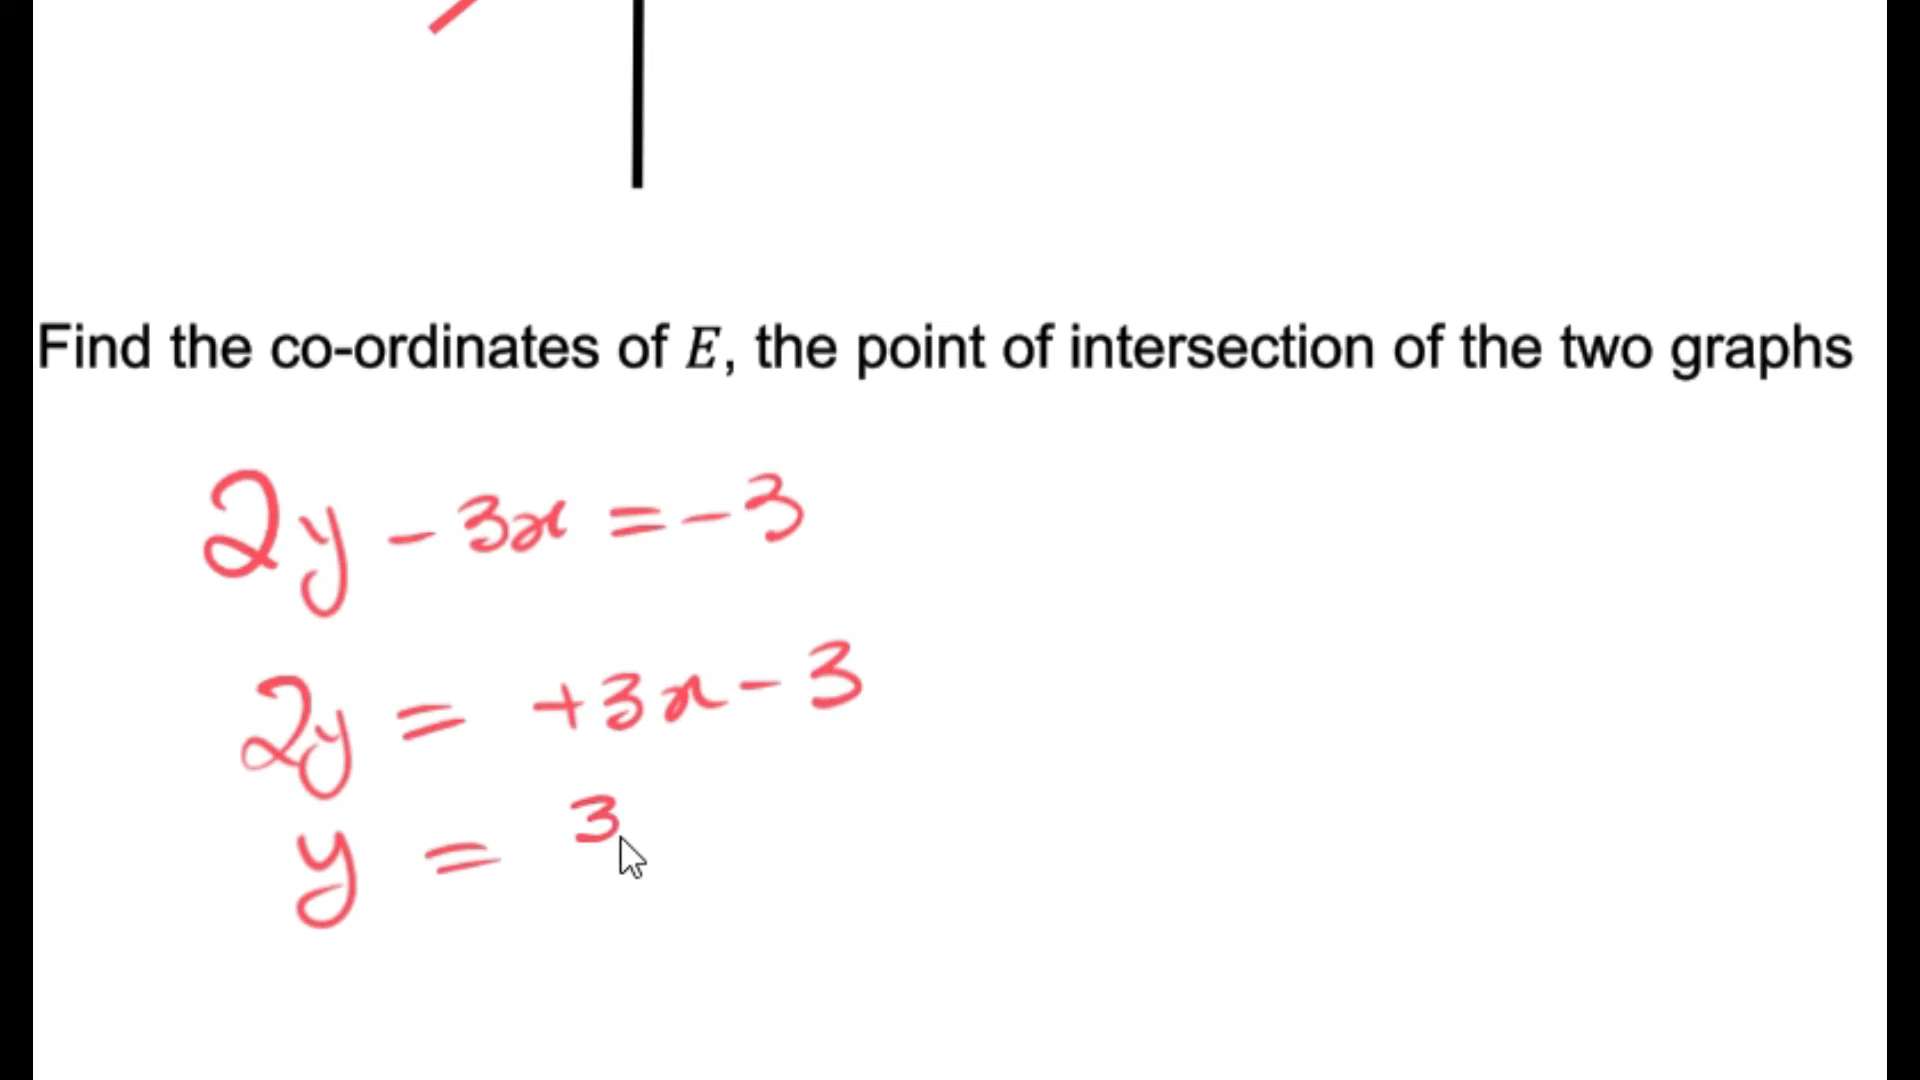 Find the co-ordinates of E, the point of intersection of the two graphs
2y - 3x = -3
2y = +3x - 3
y = 3